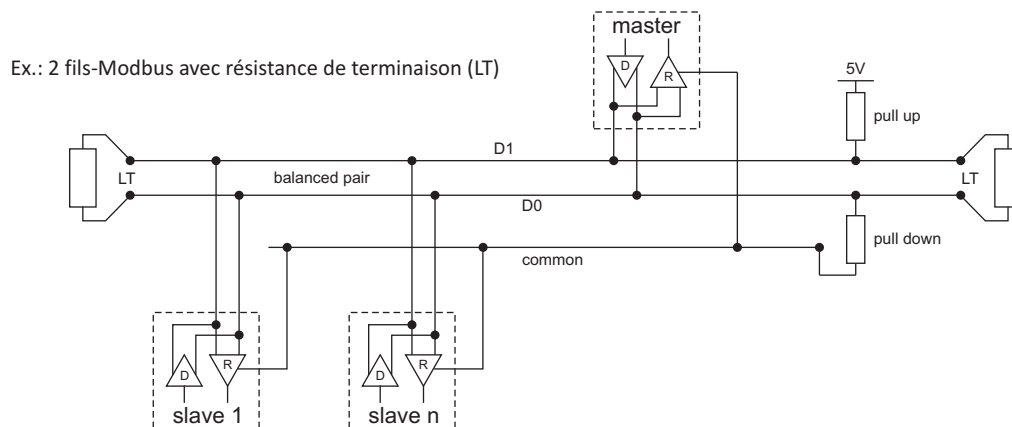 master
Ex.: 2 fils-Modbus avec résistance de terminaison (LT)
D
R
5V
pull up
D1
LT
balanced pair
LT
D0
pull down
common
D
R
D
R
slave 1
slave n